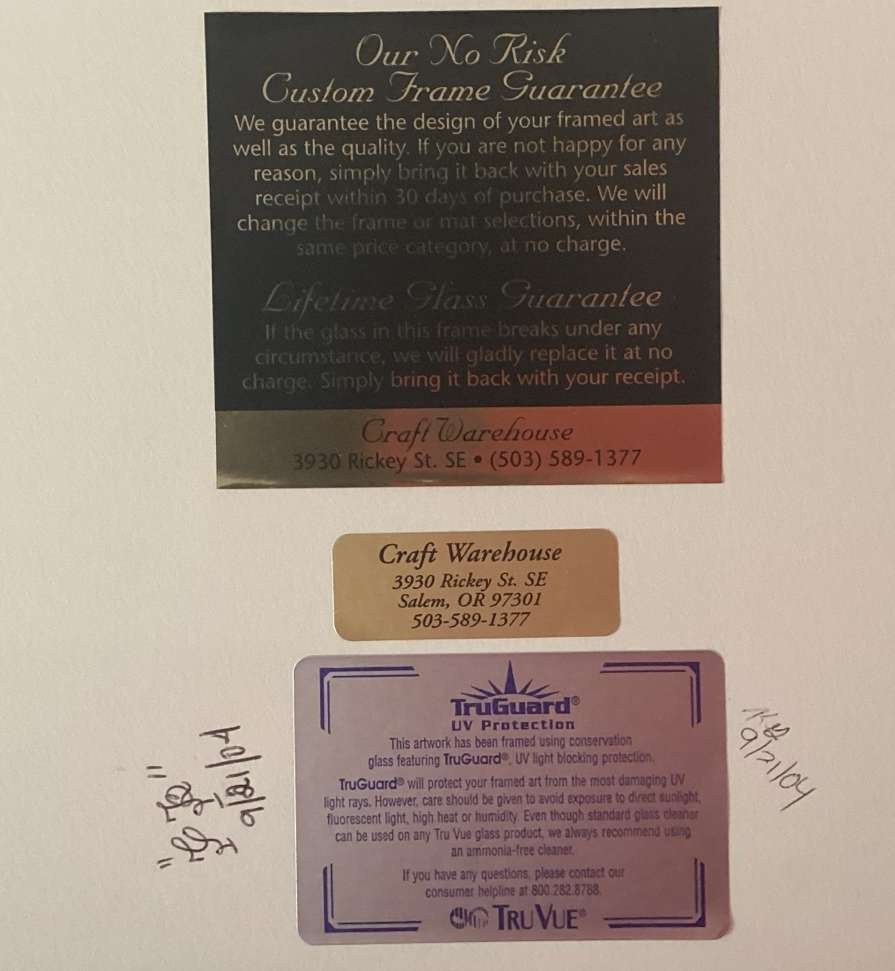 Our No Risk
Custom Frame Guarantee
We guarantee the design of your framed art as
well as the quality. If you are not happy for any
reason, simply bring it back with your sales
receipt within 30 days of purchase. We will
change the frame or mat selections, within the
same price category, at no charge.
Lifetime Glass Guarantee
If the glass in this frame breaks under any
circumstance, we will gladly replace it at no
charge. Simply bring it back with your receipt.
Craft Warehouse
3930 Rickey St. SE • (503) 589-1377
Craft Warehouse
3930 Rickey St. SE
Salem, OR 97301
503-589-1377
TruGuard®
UV Protection
This artwork has been framed using conservation
glass featuring TruGuard®, UV light blocking protection.
TruGuard® will protect your framed art from the most damaging UV
light rays. However, care should be given to avoid exposure to direct sunlight,
fluorescent light, high heat or humidity. Even though standard glass cleaner
can be used on any Tru Vue glass product, we always recommend using
an ammonia-free cleaner.
If you have any questions, please contact our
consumer helpline at 800.282.8788.
TRU VUE®
9/21/04
9/21/04